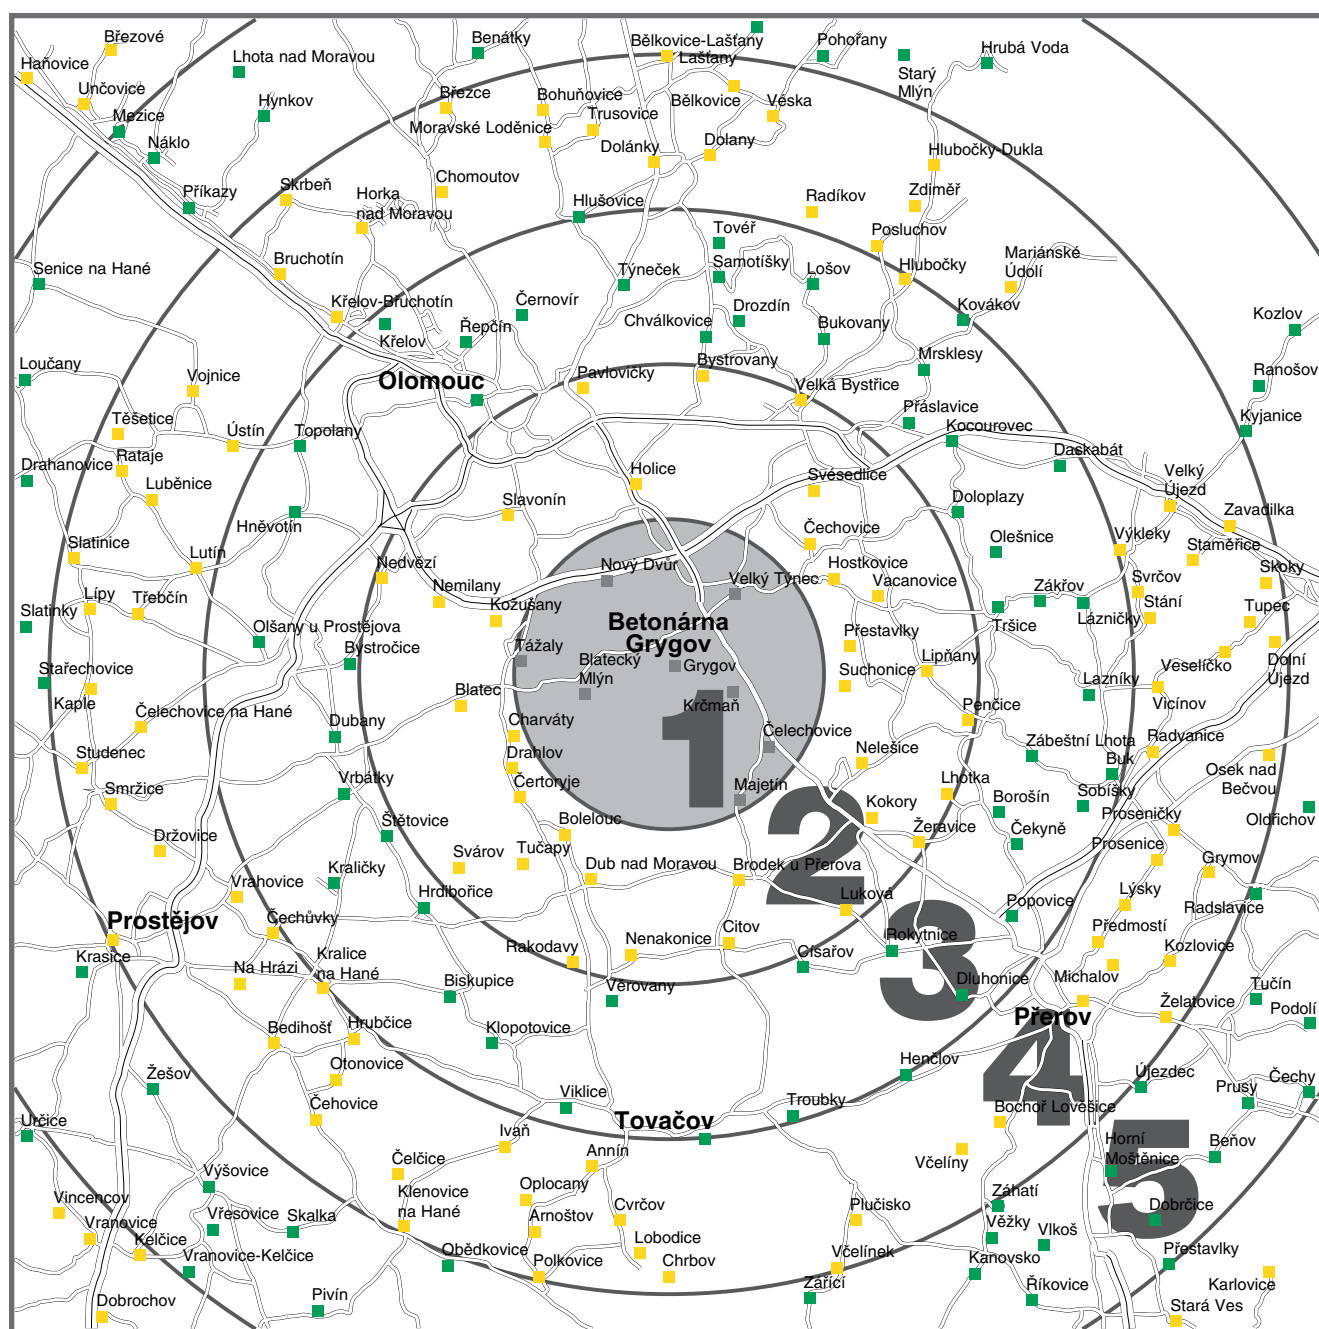 Březové
Haňovice
Unčovice
Mezice
Náklo
Lhota nad Moravou
Hynkov
Benátky
Březce
Moravské Loděnice
Bohuňovice
Trusovice
Bělkovice-Lašťany
Lašťany
Bělkovice
Dolánky
Dolany
Véska
Pohořany
Starý
Mlýn
Hrubá Voda
Hlubočky-Dukla
Příkazy
Skrbeň
Horka
nad Moravou
Chomoutov
Hlušovice
Radíkov
Zdiměř
Posluchov
Tovéř
Mariánské
Údolí
Senice na Hané
Bruchotín
Týneček
Samotíšky
Lošov
Hlubočky
Křelov-Břuchotín
Křelov
Řepčín
Černovír
Chválkovice
Drozdín
Bukovany
Kovákov
Kozlov
Loučany
Vojnice
Olomouc
Pavlovičky
Bystrovany
Velká Bystřice
Mrsklesy
Ranošov
Těšetice
Ústín
Topolany
Přáslavice
Kocourovec
Kyjanice
Daskabát
Drahanovice
Rataje
Luběnice
Holice
Svésedlice
Velký
Újezd
Hněvotín
Slavonín
Doloplazy
Zavadilka
Slatinice
Lutín
Čechovice
Olešnice
Výkleky
Staměřice
Nedvězí
Nový Dvůr
Velký Týnec
Hostkovice
Vacanovice
Skoky
Lípy
Třebčín
Nemilany
Kožušany
Zákřov
Svrčov
Slatinky
Stání
Tupec
Betonárna
Grygov
Olšany u Prostějova
Tršice
Lázničky
Bystročice
Tážaly
Blatecký
Mlýn
Grygov
Přestavlky
Stařechovice
Suchonice
Lipňany
Lazníky
Veselíčko
Dolní
Újezd
Kaple
Čelechovice na Hané
Blatec
Krčmaň
1
Penčice
Vicínov
Dubany
Charváty
Čelechovice
Studenec
Drahlov
Nelešice
Zábeštní Lhota
Radvanice
Buk
Osek nad
Bečvou
Smržice
Vrbátky
Čertoryje
Majetín
2
Kokory
Lhotka
Borošín
Sobíšky
Proseničky
Oldřichov
Držovice
Štětovice
Bolelouc
Žeravice
Čekyně
Prosenice
Grymov
Svárov
Tučapy
Dub nad Moravou
Brodek u Přerova
Vrahovice
Kraličky
Hrdibořice
Luková
Popovice
Lýsky
Radslavice
Prostějov
Čechůvky
3
Předmostí
Krasice
Na Hrází
Kralice
na Hané
Rakodavy
Nenakonice
Citov
Císařov
Rokytnice
Kozlovice
Biskupice
Věrovany
Dluhonice
Michalov
Tučín
Bedihošť
Hrubčice
Klopotovice
Přerov
Želatovice
Podolí
4
Žešov
Otonovice
Henčlov
Újezdec
Prusy
Čechy
Určice
Čehovice
Viklice
Tovačov
Troubky
Bochoř
Lověšice
5
Ivaň
Annín
Včelíny
Horní
Moštěnice
Beňov
Výšovice
Čelčice
Vincencov
Klenovice
na Hané
Oplocany
Cvrčov
Plučisko
Záhatí
Dobrčice
Vranovice
Vřesovice
Skalka
Arnoštov
Věžky
Vlkoš
Kelčice
Vranovice-Kelčice
Obědkovice
Polkovice
Lobodice
Chrbov
Včelínek
Kanovsko
Přestavlky
Dobrochov
Pivín
Zářící
Říkovice
Karlovice
Stará Ves